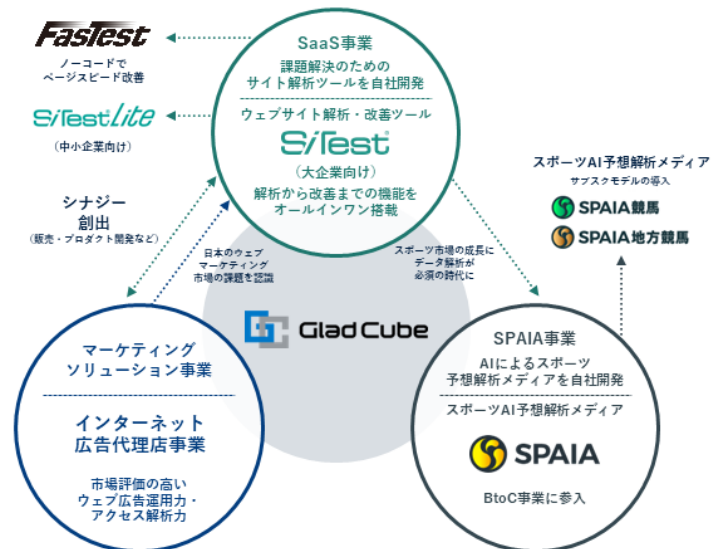 FasTest
ノーコードで
ページスピード改善
SiTest Lite
(中小企業向け)
シナジー
創出
(販売・プロダクト開発など)
SaaS事業
課題解決のための
サイト解析ツールを自社開発
ウェブサイト解析・改善ツール
SiTest
(大企業向け)
解析から改善までの機能を
オールインワン搭載
日本のウェブ
マーケティング
市場の課題を認識
スポーツ市場の成長に
データ解析が
必須の時代に
スポーツAI予想解析メディア
サブスクモデルの導入
SPAIA競馬
SPAIA地方競馬
Glad Cube
マーケティング
ソリューション事業
インターネット
広告代理店事業
市場評価の高い
ウェブ広告運用力・
アクセス解析力
SPAIA事業
AIによるスポーツ
予想解析メディアを自社開発
スポーツAI予想解析メディア
SPAIA
BtoC事業に参入